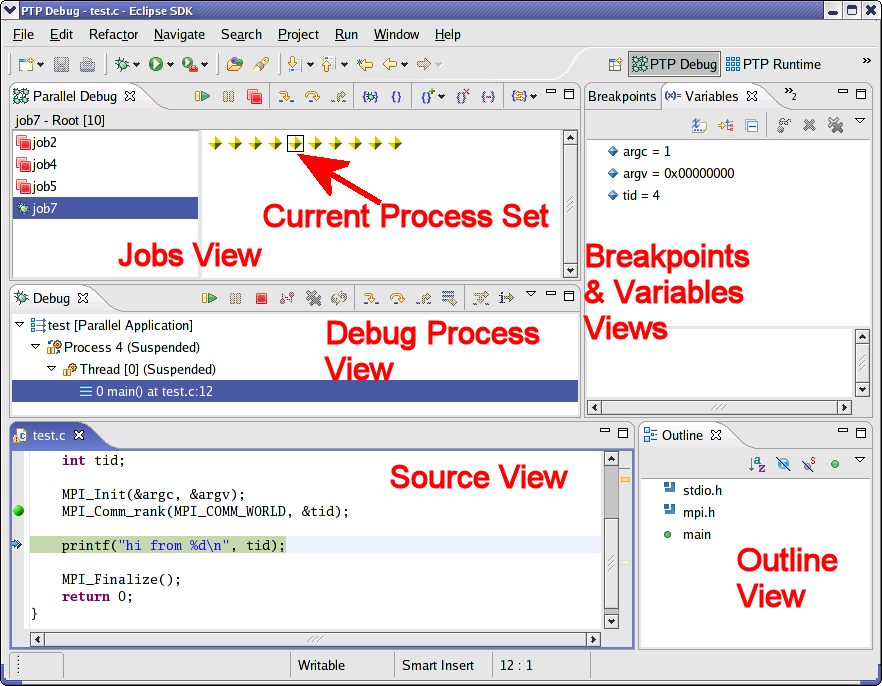 PTP Debug - test.c - Eclipse SDK
File Edit Refactor Navigate Search Project Run Window Help
PTP Debug PTP Runtime »
Parallel Debug
job7 - Root [10]
job2
job4
job5
job7
Current Process Set
Jobs View
Breakpoints (x)= Variables »2
argc = 1
argv = 0x00000000
tid = 4
Breakpoints
& Variables
Views
Debug
test [Parallel Application]
Process 4 (Suspended)
Thread [0] (Suspended)
0 main() at test.c:12
Debug Process
View
test.c
int tid;
MPI_Init(&argc, &argv);
MPI_Comm_rank(MPI_COMM_WORLD, &tid);
printf("hi from %d\n", tid);
MPI_Finalize();
return 0;
}
Source View
Outline
stdio.h
mpi.h
main
Outline
View
Writable Smart Insert 12 : 1